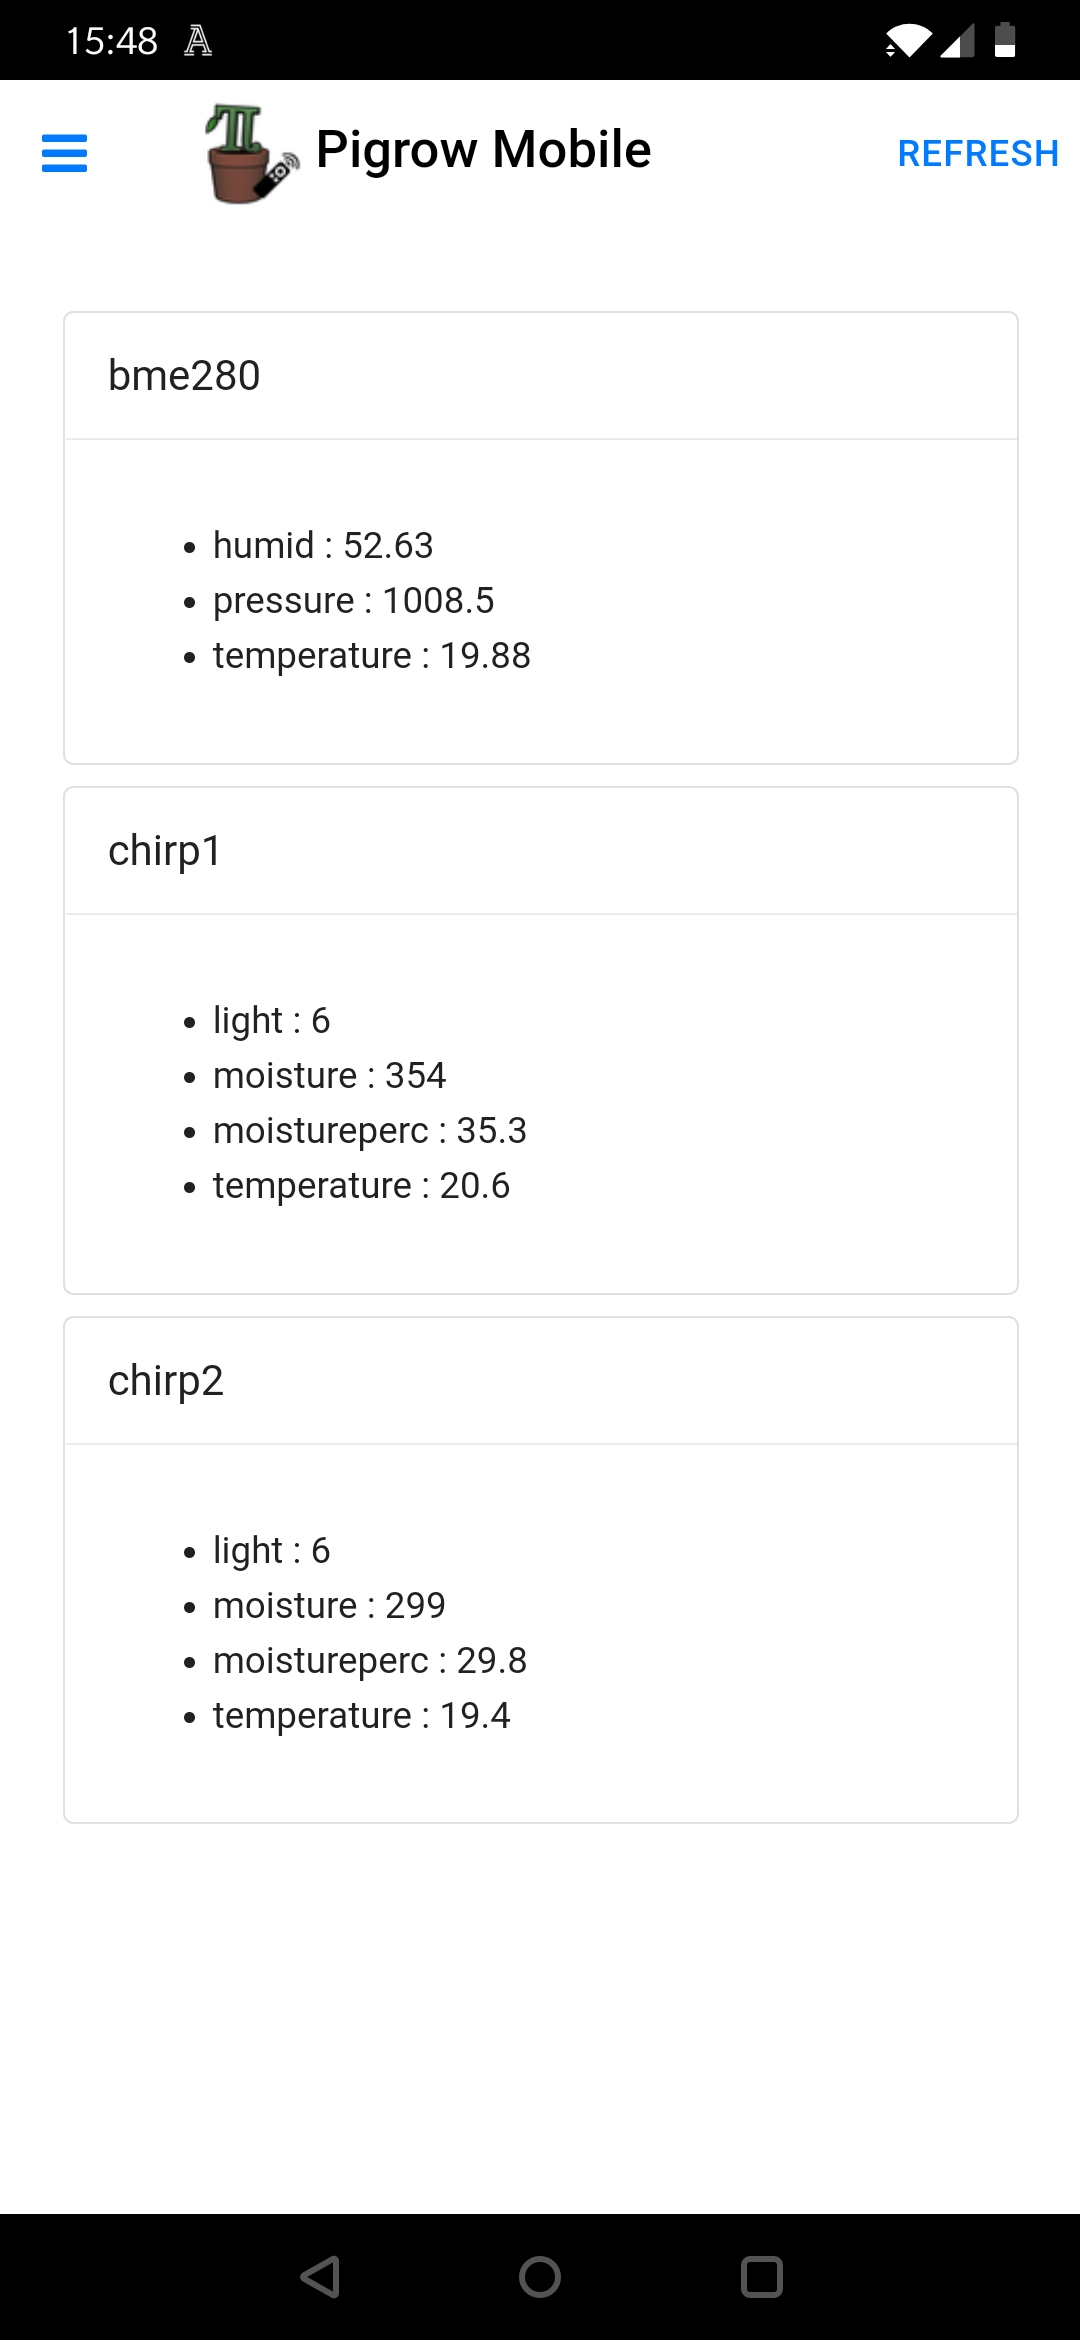 15:48 A
Pigrow Mobile
REFRESH
bme280
humid : 52.63
pressure : 1008.5
temperature : 19.88
chirp1
light : 6
moisture : 354
moistureperc : 35.3
temperature : 20.6
chirp2
light : 6
moisture : 299
moistureperc : 29.8
temperature : 19.4